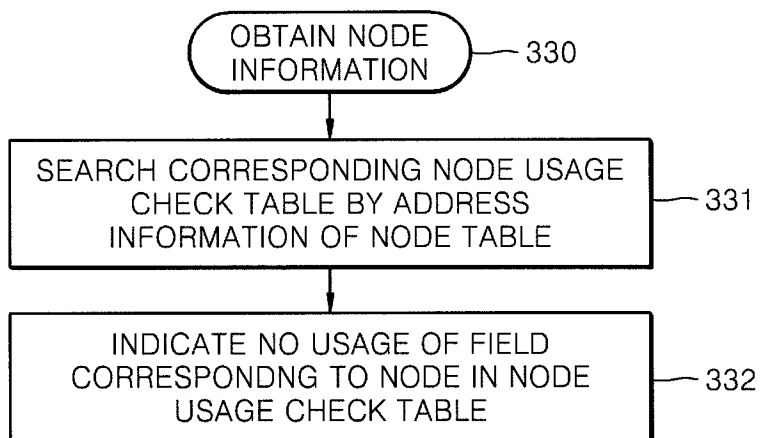 OBTAIN NODE
INFORMATION
330
SEARCH CORRESPONDING NODE USAGE
CHECK TABLE BY ADDRESS
INFORMATION OF NODE TABLE
331
INDICATE NO USAGE OF FIELD
CORRESPONDNG TO NODE IN NODE
USAGE CHECK TABLE
332